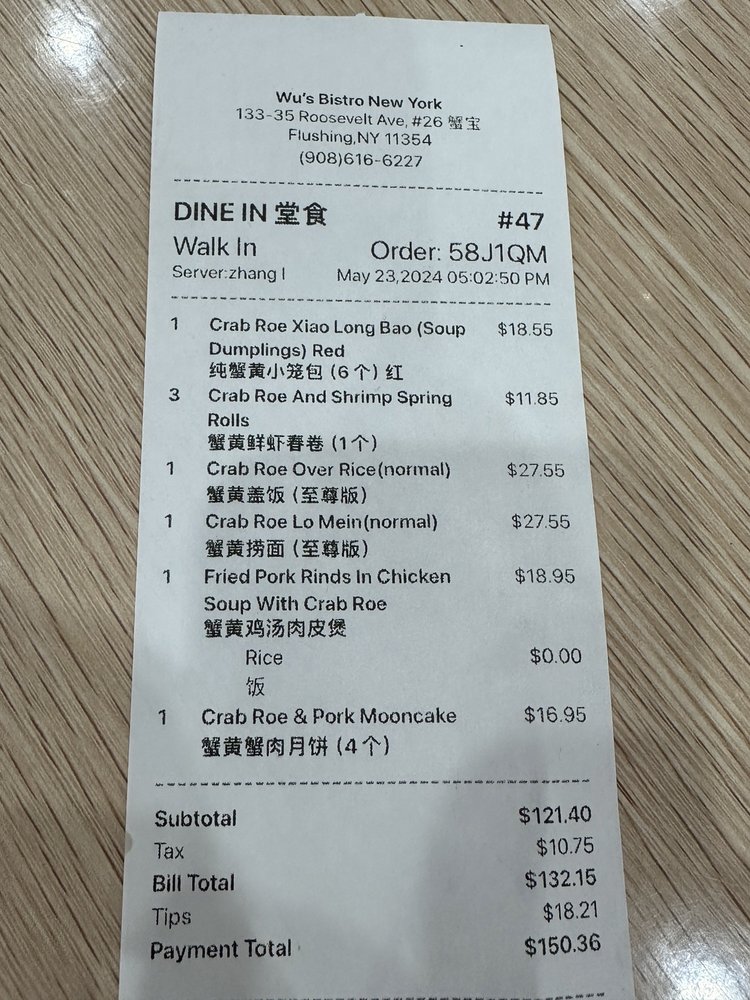 Wu's Bistro New York
133-35 Roosevelt Ave, #26 蟹宝
Flushing,NY 11354
(908)616-6227
DINE IN 堂食 #47
Walk In Order: 58J1QM
Server:zhang l May 23,2024 05:02:50 PM
1 Crab Roe Xiao Long Bao (Soup $18.55
Dumplings) Red
纯蟹黄小笼包 (6个) 红
3 Crab Roe And Shrimp Spring $11.85
Rolls
蟹黄鲜虾春卷 (1个)
1 Crab Roe Over Rice(normal) $27.55
蟹黄盖饭 (至尊版)
1 Crab Roe Lo Mein(normal) $27.55
蟹黄捞面 (至尊版)
1 Fried Pork Rinds In Chicken $18.95
Soup With Crab Roe
蟹黄鸡汤肉皮煲
Rice $0.00
饭
1 Crab Roe & Pork Mooncake $16.95
蟹黄蟹肉月饼 (4个)
Subtotal $121.40
Tax $10.75
Bill Total $132.15
Tips $18.21
Payment Total $150.36